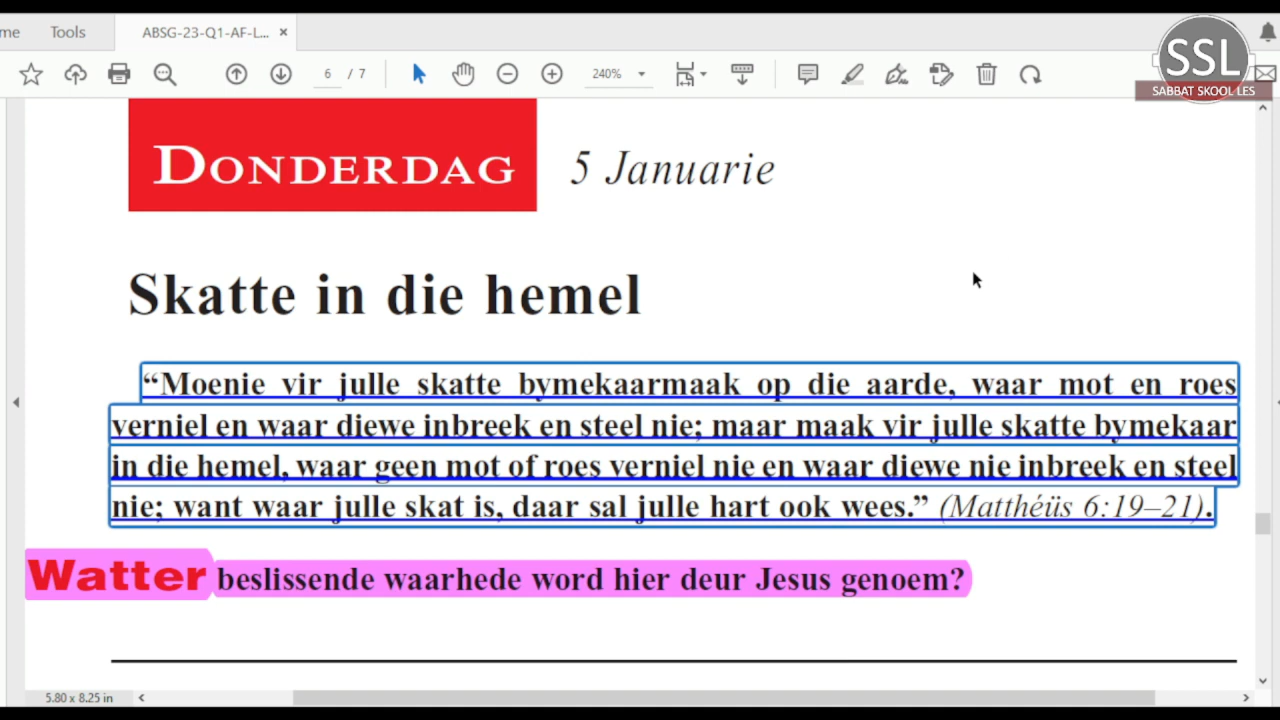 me Tools ABSG-23-Q1-AF-L... ×
SSL
SABBAT SKOOL LES
6 / 7 240%
DONDERDAG 5 Januarie
Skatte in die hemel
“Moenie vir julle skatte bymekaarmaak op die aarde, waar mot en roes
verniel en waar diewe inbreek en steel nie; maar maak vir julle skatte bymekaar
in die hemel, waar geen mot of roes verniel nie en waar diewe nie inbreek en steel
nie; want waar julle skat is, daar sal julle hart ook wees.” (Matthéüs 6:19–21).
Watter beslissende waarhede word hier deur Jesus genoem?
5.80 x 8.25 in